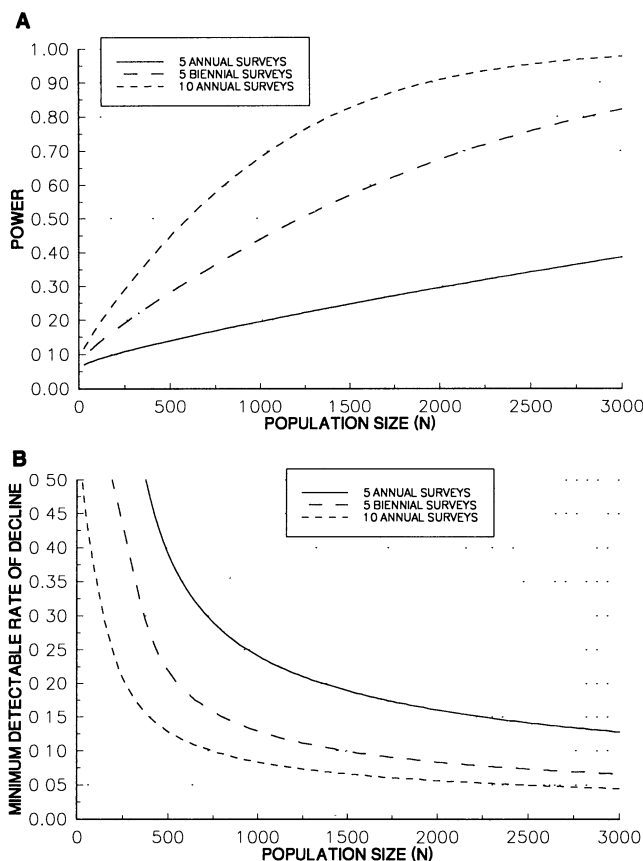 A
5 ANNUAL SURVEYS
5 BIENNIAL SURVEYS
10 ANNUAL SURVEYS
1 00
0 90
0 80
0 70
0 60
0 50
0 40
0 30
0 20
0 10
0 00
POWER
0 500 1000 1500 2000 2500 3000
POPULATION SIZE (N)
B
5 ANNUAL SURVEYS
5 BIENNIAL SURVEYS
10 ANNUAL SURVEYS
0 50
0 45
0 40
0 35
0 30
0 25
0 20
0 15
0 10
0 05
0 00
MINIMUM DETECTABLE RATE OF DECLINE
0 500 1000 1500 2000 2500 3000
POPULATION SIZE (N)